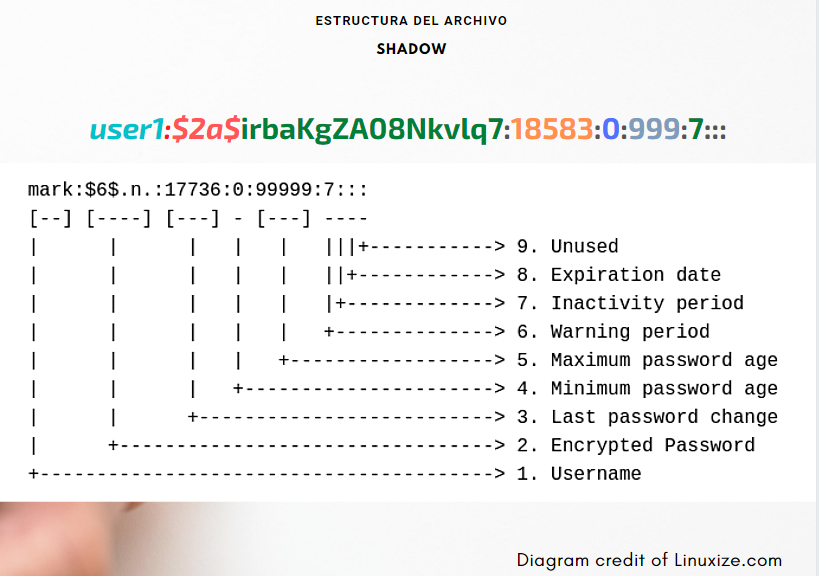 ESTRUCTURA DEL ARCHIVO
SHADOW
user1:$2a$irbaKgZA08Nkvlq7:18583:0:999:7:::
mark:$6$.n.:17736:0:99999:7:::
[--] [----] [---] - [---] ----
|      |      |   |   |   |||+-----------> 9. Unused
|      |      |   |   |   ||+------------> 8. Expiration date
|      |      |   |   |   |+-------------> 7. Inactivity period
|      |      |   |   |   +--------------> 6. Warning period
|      |      |   |   +------------------> 5. Maximum password age
|      |      |   +----------------------> 4. Minimum password age
|      |      +--------------------------> 3. Last password change
|      +---------------------------------> 2. Encrypted Password
+----------------------------------------> 1. Username
Diagram credit of Linuxize.com